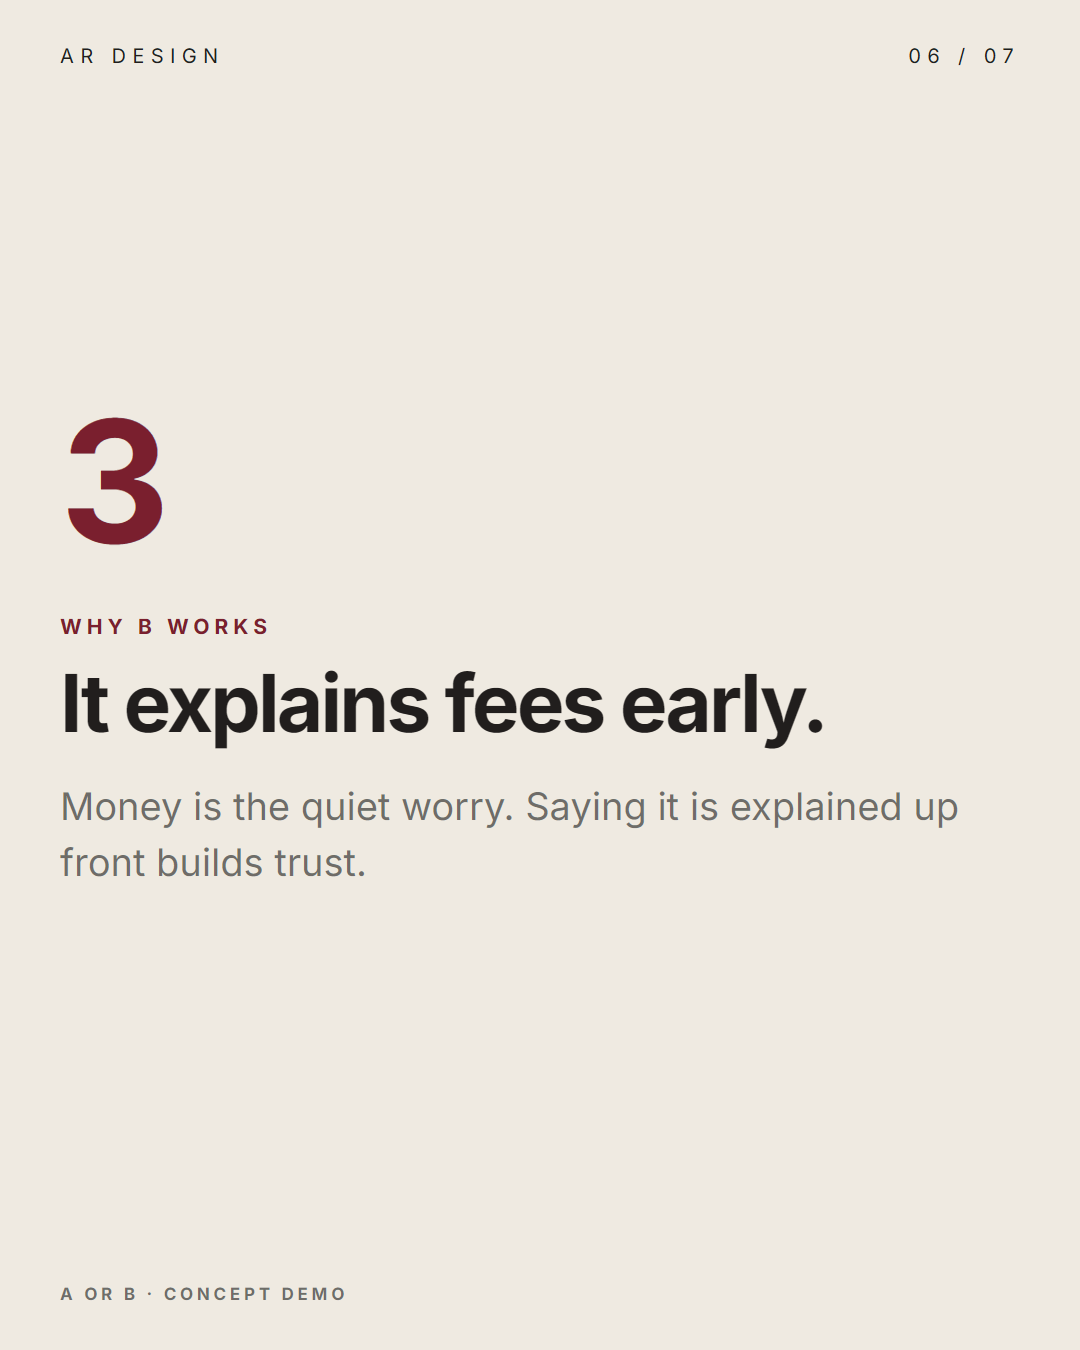 AR DESIGN
06 / 07
3
WHY B WORKS
It explains fees early.
Money is the quiet worry. Saying it is explained up
front builds trust.
A OR B · CONCEPT DEMO